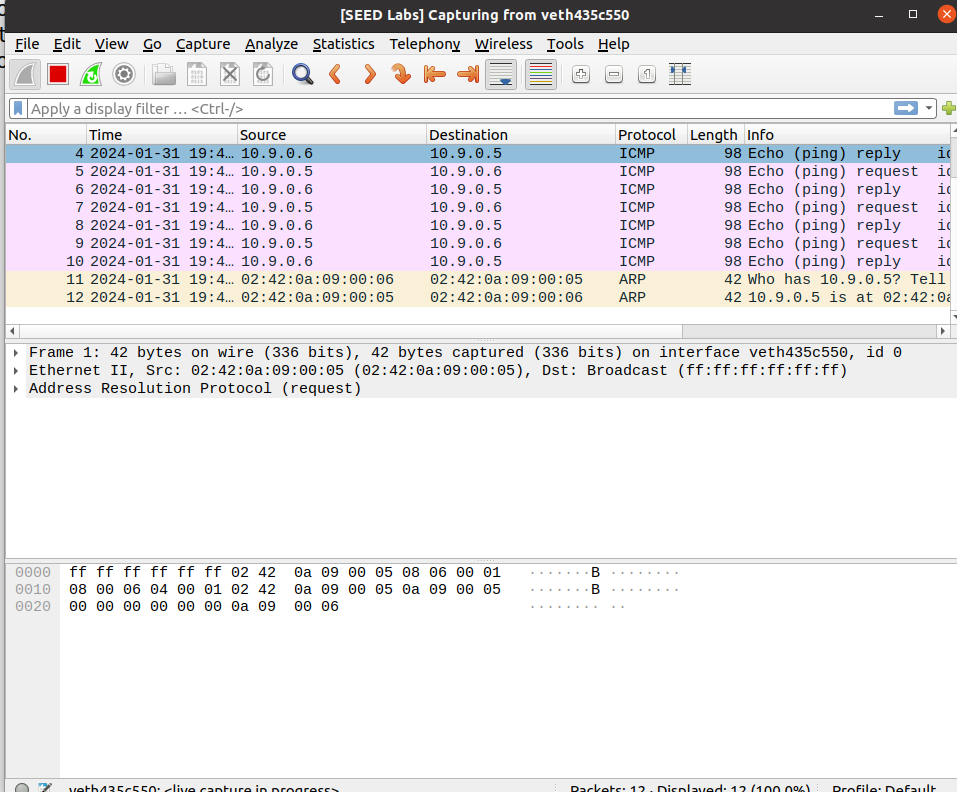 [SEED Labs] Capturing from veth435c550
File Edit View Go Capture Analyze Statistics Telephony Wireless Tools Help
Apply a display filter … <Ctrl-/>
No. Time Source Destination Protocol Length Info
4 2024-01-31 19:4… 10.9.0.6 10.9.0.5 ICMP 98 Echo (ping) reply id
5 2024-01-31 19:4… 10.9.0.5 10.9.0.6 ICMP 98 Echo (ping) request id
6 2024-01-31 19:4… 10.9.0.6 10.9.0.5 ICMP 98 Echo (ping) reply id
7 2024-01-31 19:4… 10.9.0.5 10.9.0.6 ICMP 98 Echo (ping) request id
8 2024-01-31 19:4… 10.9.0.6 10.9.0.5 ICMP 98 Echo (ping) reply id
9 2024-01-31 19:4… 10.9.0.5 10.9.0.6 ICMP 98 Echo (ping) request id
10 2024-01-31 19:4… 10.9.0.6 10.9.0.5 ICMP 98 Echo (ping) reply id
11 2024-01-31 19:4… 02:42:0a:09:00:06 02:42:0a:09:00:05 ARP 42 Who has 10.9.0.5? Tell
12 2024-01-31 19:4… 02:42:0a:09:00:05 02:42:0a:09:00:06 ARP 42 10.9.0.5 is at 02:42:0a
Frame 1: 42 bytes on wire (336 bits), 42 bytes captured (336 bits) on interface veth435c550, id 0
Ethernet II, Src: 02:42:0a:09:00:05 (02:42:0a:09:00:05), Dst: Broadcast (ff:ff:ff:ff:ff:ff)
Address Resolution Protocol (request)
0000 ff ff ff ff ff ff 02 42 0a 09 00 05 08 06 00 01 ·······B ········
0010 08 00 06 04 00 01 02 42 0a 09 00 05 0a 09 00 05 ·······B ········
0020 00 00 00 00 00 00 0a 09 00 06 ········ ··
veth435c550: <live capture in progress> Packets: 12 · Displayed: 12 (100.0%) Profile: Default